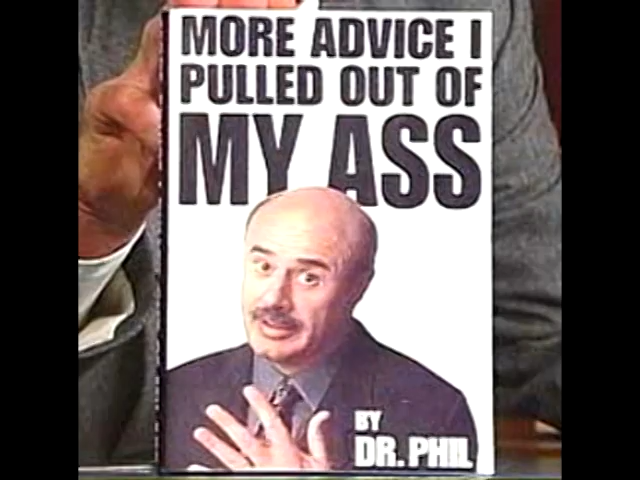 MORE ADVICE I
PULLED OUT OF
MY ASS
BY
DR. PHIL